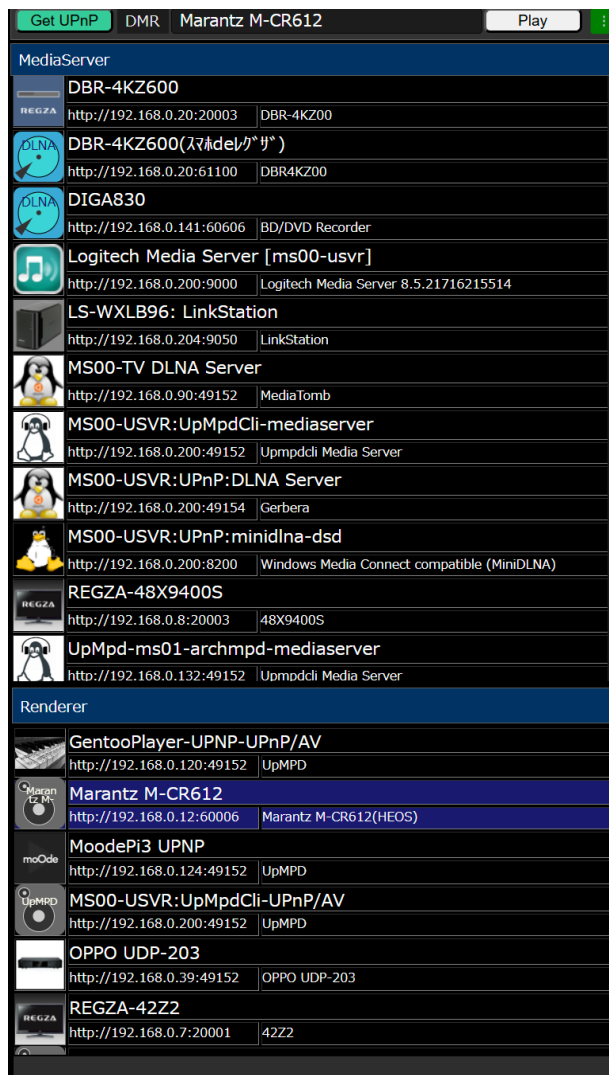 Get UPnP DMR Marantz M-CR612 Play
MediaServer
DBR-4KZ600
REGZA
http://192.168.0.20:20003 DBR-4KZ00
DLNA
DBR-4KZ600(ｽﾏﾎdeﾚｸﾞｻﾞ)
http://192.168.0.20:61100 DBR4KZ00
DLNA
DIGA830
http://192.168.0.141:60606 BD/DVD Recorder
Logitech Media Server [ms00-usvr]
http://192.168.0.200:9000 Logitech Media Server 8.5.21716215514
LS-WXLB96: LinkStation
http://192.168.0.204:9050 LinkStation
MS00-TV DLNA Server
http://192.168.0.90:49152 MediaTomb
MS00-USVR:UpMpdCli-mediaserver
http://192.168.0.200:49152 Upmpdcli Media Server
MS00-USVR:UPnP:DLNA Server
http://192.168.0.200:49154 Gerbera
MS00-USVR:UPnP:minidlna-dsd
http://192.168.0.200:8200 Windows Media Connect compatible (MiniDLNA)
REGZA-48X9400S
REGZA
http://192.168.0.8:20003 48X9400S
UpMpd-ms01-archmpd-mediaserver
http://192.168.0.132:49152 Upmpdcli Media Server
Renderer
GentooPlayer-UPNP-UPnP/AV
http://192.168.0.120:49152 UpMPD
Marantz M-
Marantz M-CR612
http://192.168.0.12:60006 Marantz M-CR612(HEOS)
MoodePi3 UPNP
moOde
http://192.168.0.124:49152 UpMPD
UpMPD
MS00-USVR:UpMpdCli-UPnP/AV
http://192.168.0.200:49152 UpMPD
OPPO UDP-203
http://192.168.0.39:49152 OPPO UDP-203
REGZA-42Z2
REGZA
http://192.168.0.7:20001 42Z2